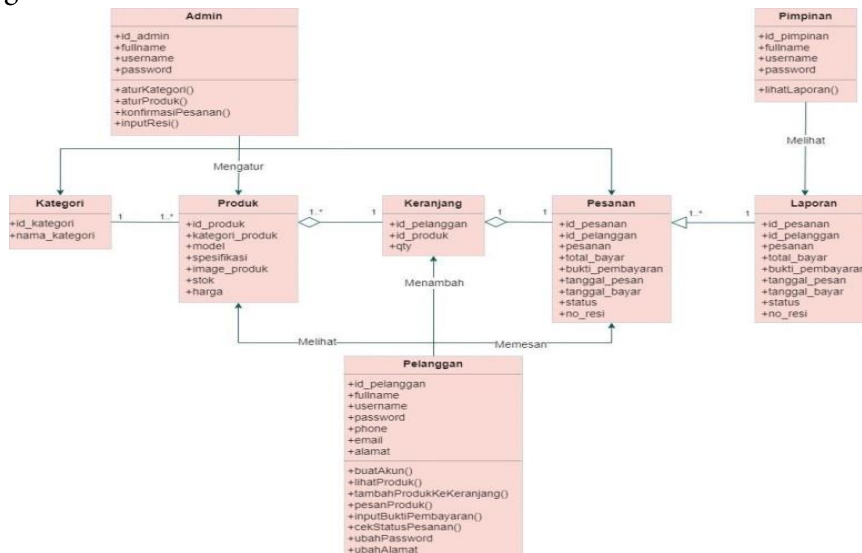 g
Admin
+id_admin
+fullname
+username
+password
+aturKategori()
+aturProduk()
+konfirmasiPesanan()
+inputResi()
Pimpinan
+id_pimpinan
+fullname
+username
+password
+lihatLaporan()
Mengatur
Melihat
Kategori
+id_kategori
+nama_kategori
1
1..*
Produk
+id_produk
+kategori_produk
+model
+spesifikasi
+image_produk
+stok
+harga
1..*
1
Keranjang
+id_pelanggan
+id_produk
+qty
1
1
Pesanan
+id_pesanan
+id_pelanggan
+pesanan
+total_bayar
+bukti_pembayaran
+tanggal_pesan
+tanggal_bayar
+status
+no_resi
1..*
1
Laporan
+id_pesanan
+id_pelanggan
+pesanan
+total_bayar
+bukti_pembayaran
+tanggal_pesan
+tanggal_bayar
+status
+no_resi
Menambah
Melihat
Memesan
Pelanggan
+id_pelanggan
+fullname
+username
+password
+phone
+email
+alamat
+buatAkun()
+lihatProduk()
+tambahProdukKeKeranjang()
+pesanProduk()
+inputBuktiPembayaran()
+cekStatusPesanan()
+ubahPassword
+ubahAlamat